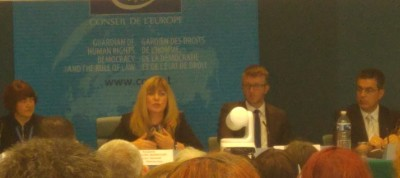 CONSEIL DE L'EUROPE
GUARDIAN OF
HUMAN RIGHTS
DEMOCRACY
AND THE RULE OF LAW
GARDIEN DES DROITS
DE L'HOMME
DE LA DÉMOCRATIE
ET DE L'ÉTAT DE DROIT
www.coe.